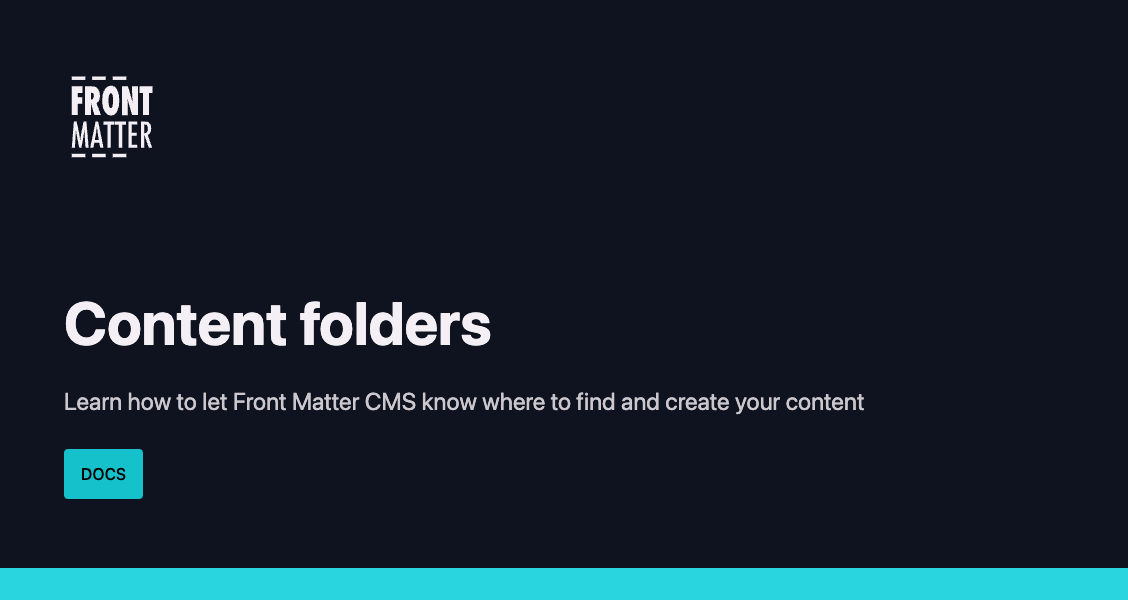 FRONT
MATTER
Content folders
Learn how to let Front Matter CMS know where to find and create your content
DOCS